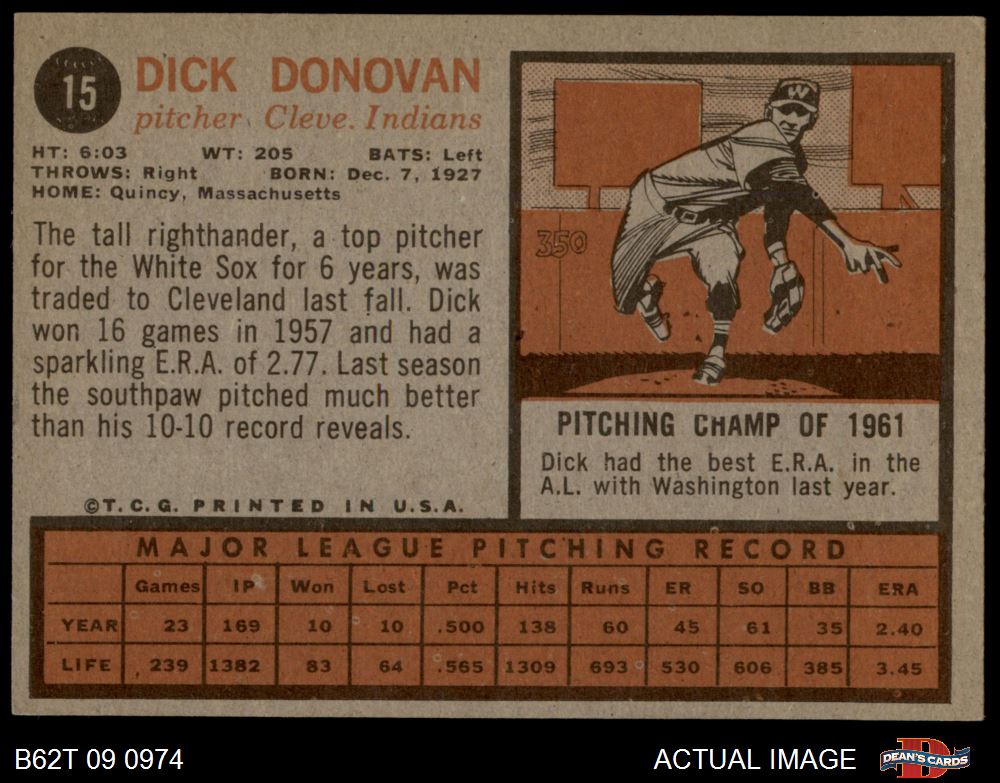 15
DICK DONOVAN
pitcher Cleve. Indians
HT: 6:03 WT: 205 BATS: Left
THROWS: Right BORN: Dec. 7, 1927
HOME: Quincy, Massachusetts
The tall righthander, a top pitcher
for the White Sox for 6 years, was
traded to Cleveland last fall. Dick
won 16 games in 1957 and had a
sparkling E.R.A. of 2.77. Last season
the southpaw pitched much better
than his 10-10 record reveals.
©T.C.G. PRINTED IN U.S.A.
W
350
PITCHING CHAMP OF 1961
Dick had the best E.R.A. in the
A.L. with Washington last year.
MAJOR LEAGUE PITCHING RECORD
Games IP Won Lost Pct Hits Runs ER SO BB ERA
YEAR 23 169 10 10 .500 138 60 45 61 35 2.40
LIFE 239 1382 83 64 .565 1309 693 530 606 385 3.45
B62T 09 0974 ACTUAL IMAGE D DEAN'S CARDS